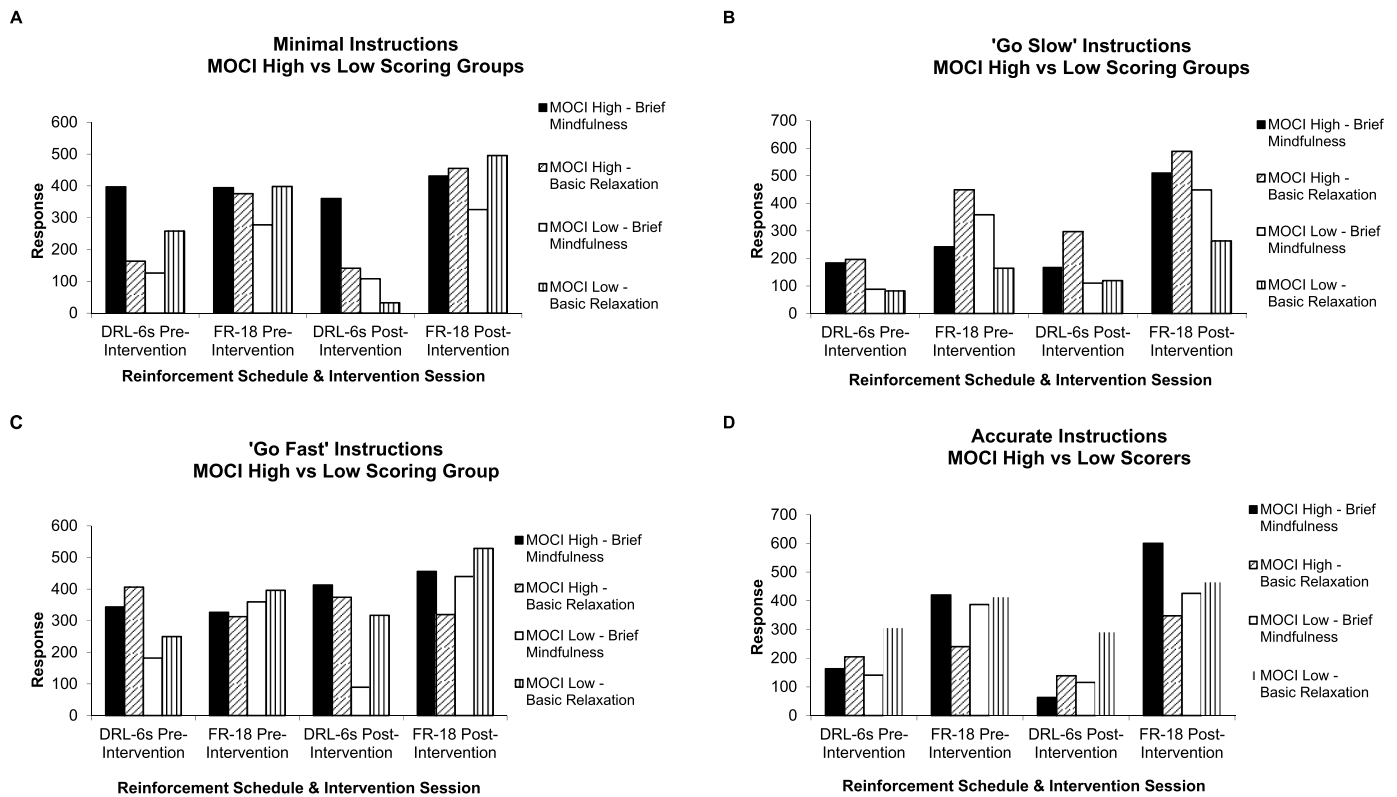 A
Minimal Instructions
MOCI High vs Low Scoring Groups
Response
600
500
400
300
200
100
0
DRL-6s Pre-
Intervention
FR-18 Pre-
Intervention
DRL-6s Post-
Intervention
FR-18 Post-
Intervention
Reinforcement Schedule & Intervention Session
MOCI High - Brief
Mindfulness
MOCI High -
Basic Relaxation
MOCI Low - Brief
Mindfulness
MOCI Low -
Basic Relaxation
B
'Go Slow' Instructions
MOCI High vs Low Scoring Groups
Response
700
600
500
400
300
200
100
0
DRL-6s Pre-
Intervention
FR-18 Pre-
Intervention
DRL-6s Post-
Intervention
FR-18 Post-
Intervention
Reinforcement Schedule & Intervention Session
MOCI High - Brief
Mindfulness
MOCI High -
Basic Relaxation
MOCI Low - Brief
Mindfulness
MOCI Low -
Basic Relaxation
C
'Go Fast' Instructions
MOCI High vs Low Scoring Group
Response
600
500
400
300
200
100
0
DRL-6s Pre-
Intervention
FR-18 Pre-
Intervention
DRL-6s Post-
Intervention
FR-18 Post-
Intervention
Reinforcement Schedule & Intervention Session
MOCI High - Brief
Mindfulness
MOCI High -
Basic Relaxation
MOCI Low - Brief
Mindfulness
MOCI Low -
Basic Relaxation
D
Accurate Instructions
MOCI High vs Low Scorers
Response
700
600
500
400
300
200
100
0
DRL-6s Pre-
Intervention
FR-18 Pre-
Intervention
DRL-6s Post-
Intervention
FR-18 Post-
Intervention
Reinforcement Schedule & Intervention Session
MOCI High - Brief
Mindfulness
MOCI High -
Basic Relaxation
MOCI Low - Brief
Mindfulness
MOCI Low -
Basic Relaxation